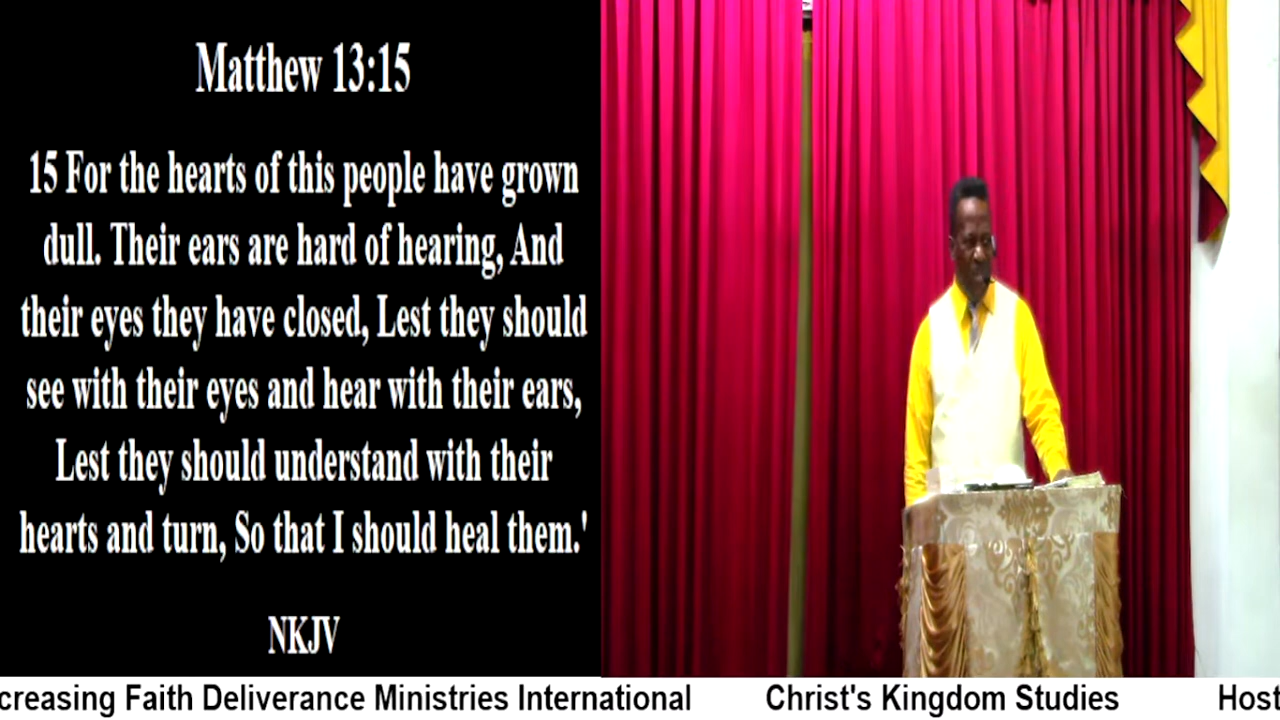 Matthew 13:15
15 For the hearts of this people have grown
dull. Their ears are hard of hearing, And
their eyes they have closed, Lest they should
see with their eyes and hear with their ears,
Lest they should understand with their
hearts and turn, So that I should heal them.'
NKJV
creasing Faith Deliverance Ministries International Christ's Kingdom Studies Host